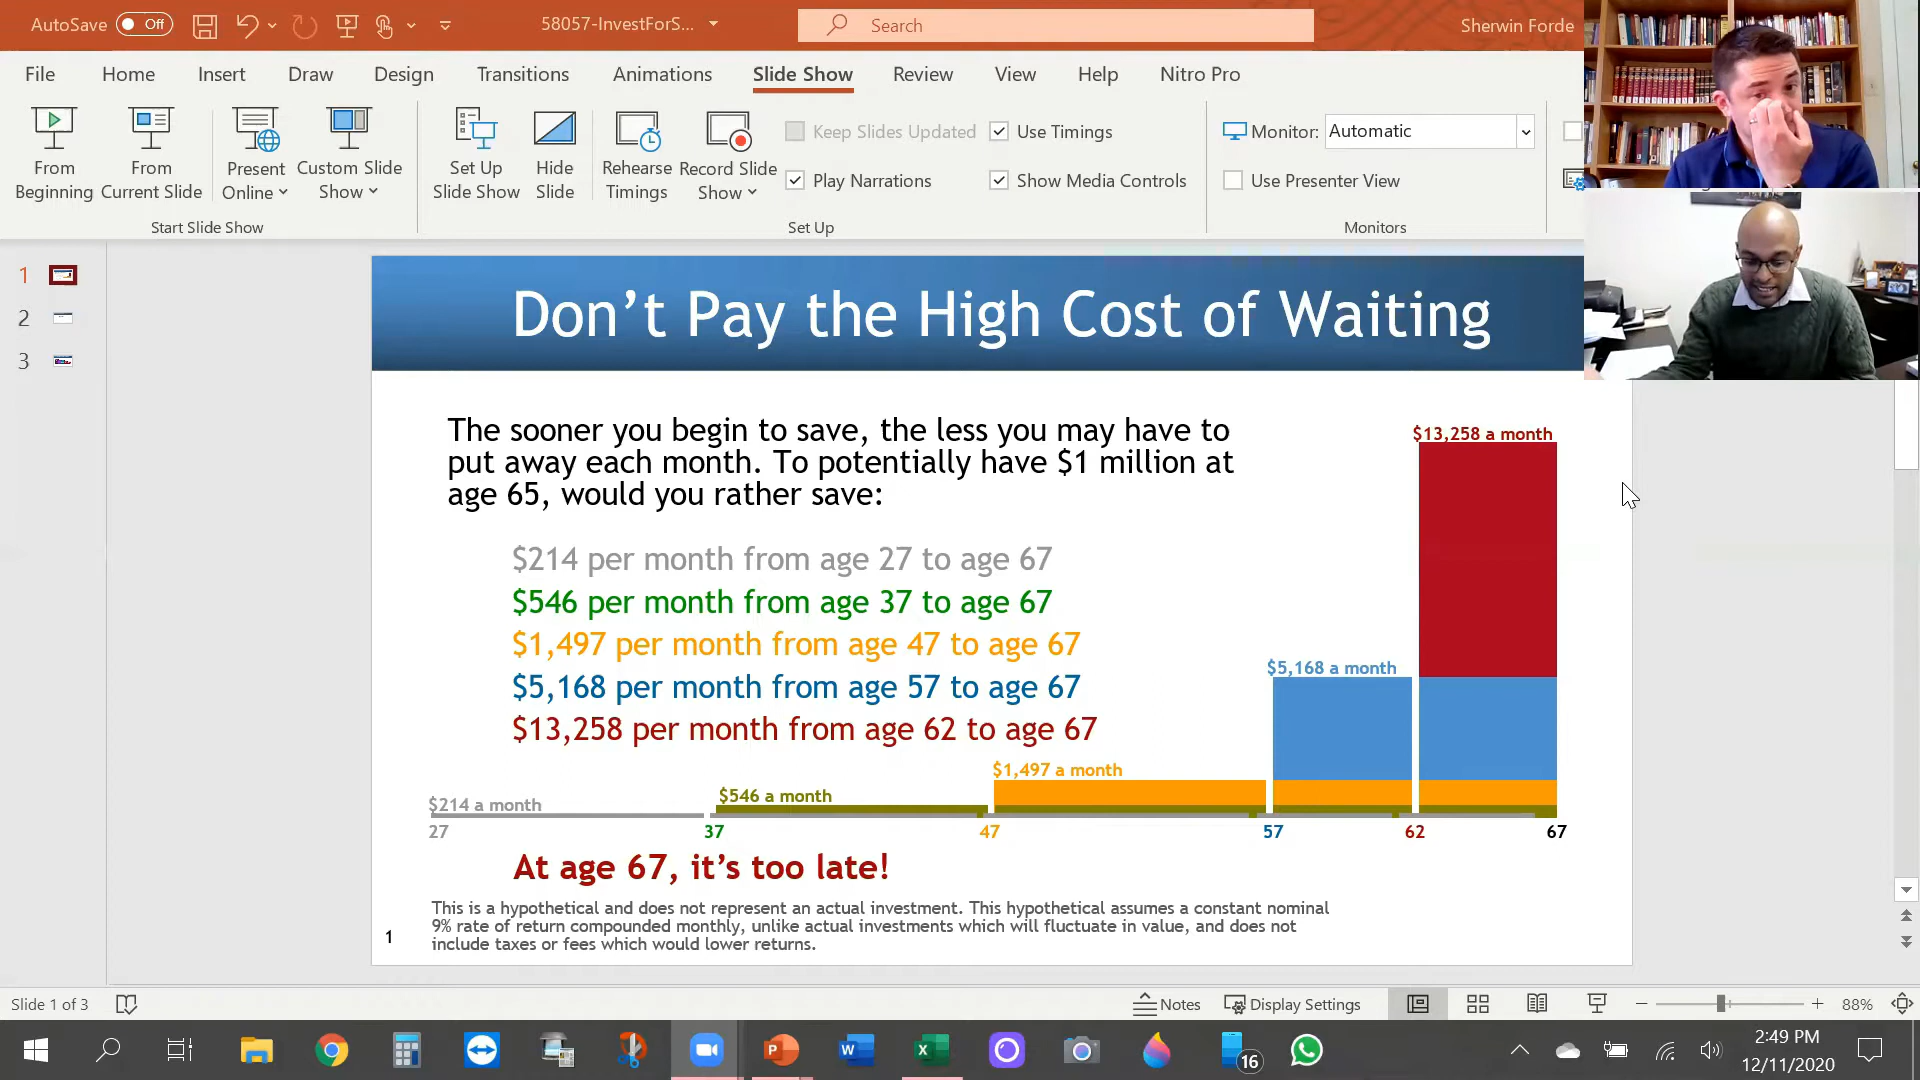 AutoSave Off 58057-InvestForS... Search Sherwin Forde
File Home Insert Draw Design Transitions Animations Slide Show Review View Help Nitro Pro
From Beginning
From Current Slide
Present Online
Custom Slide Show
Start Slide Show
Set Up Slide Show
Hide Slide
Rehearse Timings
Record Slide Show
Keep Slides Updated
Play Narrations
Use Timings
Show Media Controls
Set Up
Monitor: Automatic
Use Presenter View
Monitors
1
2
3
Don't Pay the High Cost of Waiting
The sooner you begin to save, the less you may have to
put away each month. To potentially have $1 million at
age 65, would you rather save:
$214 per month from age 27 to age 67
$546 per month from age 37 to age 67
$1,497 per month from age 47 to age 67
$5,168 per month from age 57 to age 67
$13,258 per month from age 62 to age 67
$13,258 a month
$5,168 a month
$1,497 a month
$546 a month
$214 a month
27 37 47 57 62 67
At age 67, it's too late!
This is a hypothetical and does not represent an actual investment. This hypothetical assumes a constant nominal
9% rate of return compounded monthly, unlike actual investments which will fluctuate in value, and does not
include taxes or fees which would lower returns.
1
Slide 1 of 3 Notes Display Settings 88%
16
2:49 PM
12/11/2020